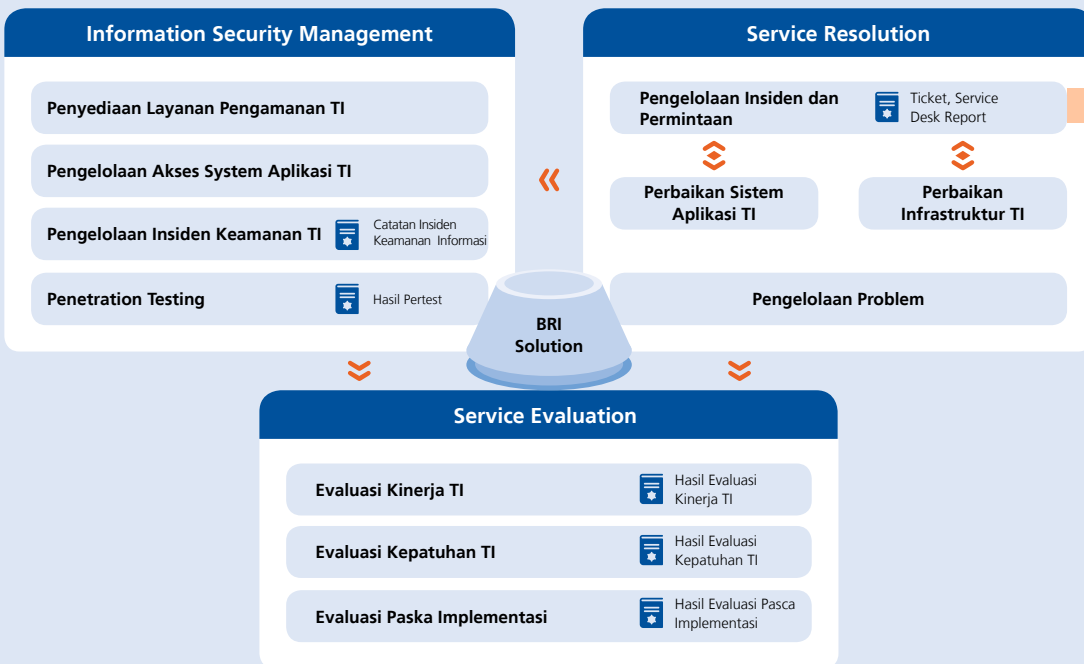 Information Security Management
Penyediaan Layanan Pengamanan TI
Pengelolaan Akses System Aplikasi TI
Pengelolaan Insiden Keamanan TI
Catatan Insiden
Keamanan Informasi
Penetration Testing
Hasil Pertest
Service Resolution
Pengelolaan Insiden dan
Permintaan
Ticket, Service
Desk Report
Perbaikan Sistem
Aplikasi TI
Perbaikan
Infrastruktur TI
Pengelolaan Problem
BRI
Solution
Service Evaluation
Evaluasi Kinerja TI
Hasil Evaluasi
Kinerja TI
Evaluasi Kepatuhan TI
Hasil Evaluasi
Kepatuhan TI
Evaluasi Paska Implementasi
Hasil Evaluasi Pasca
Implementasi